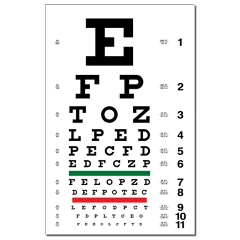 E 1
F P 2
T O Z 3
L P E D 4
P E C F D 5
E D F C Z P 6
F E L O P Z D 7
D E F P O T E C 8
L E F O D P C T 9
F D P L T C E O 10
11